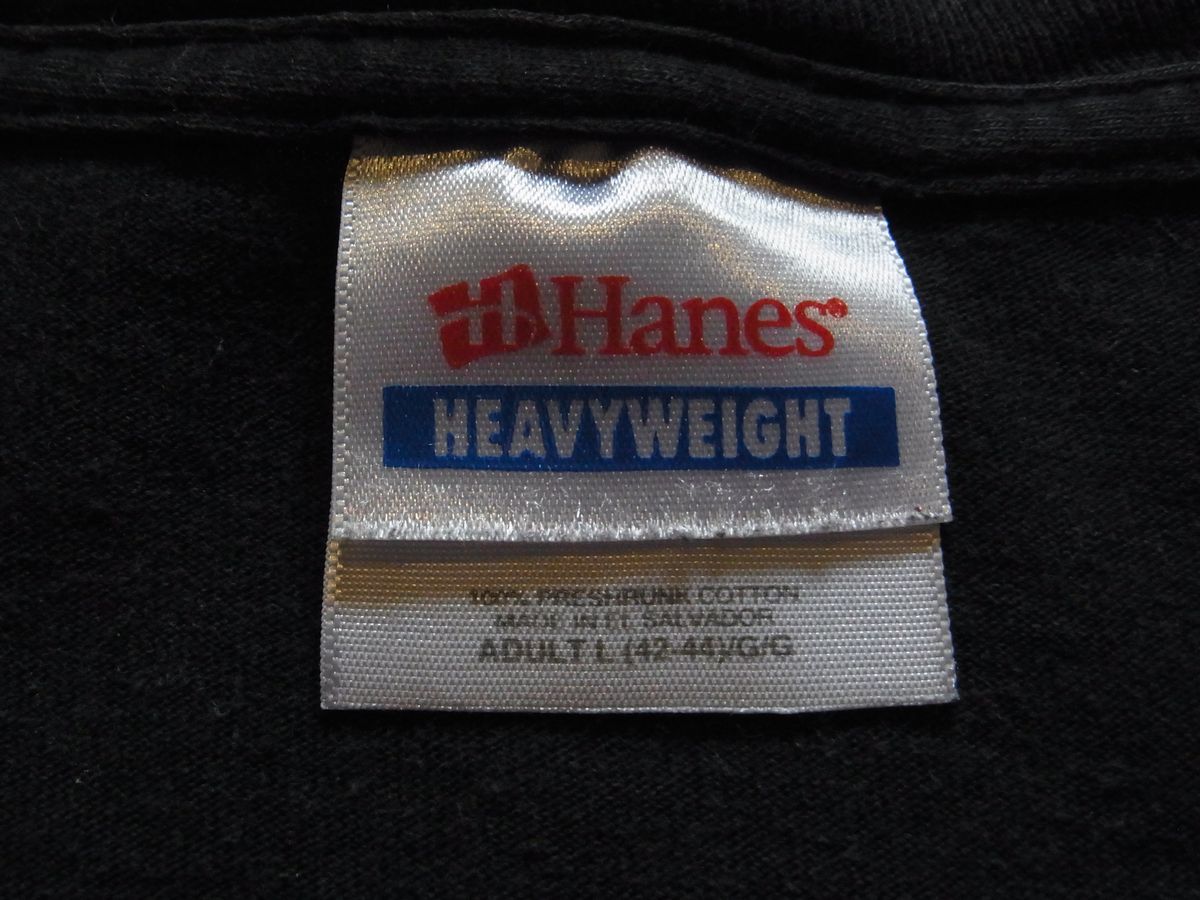 H Hanes®
HEAVYWEIGHT
100% PRESHRUNK COTTON
MADE IN EL SALVADOR
ADULT L (42-44)/G/G